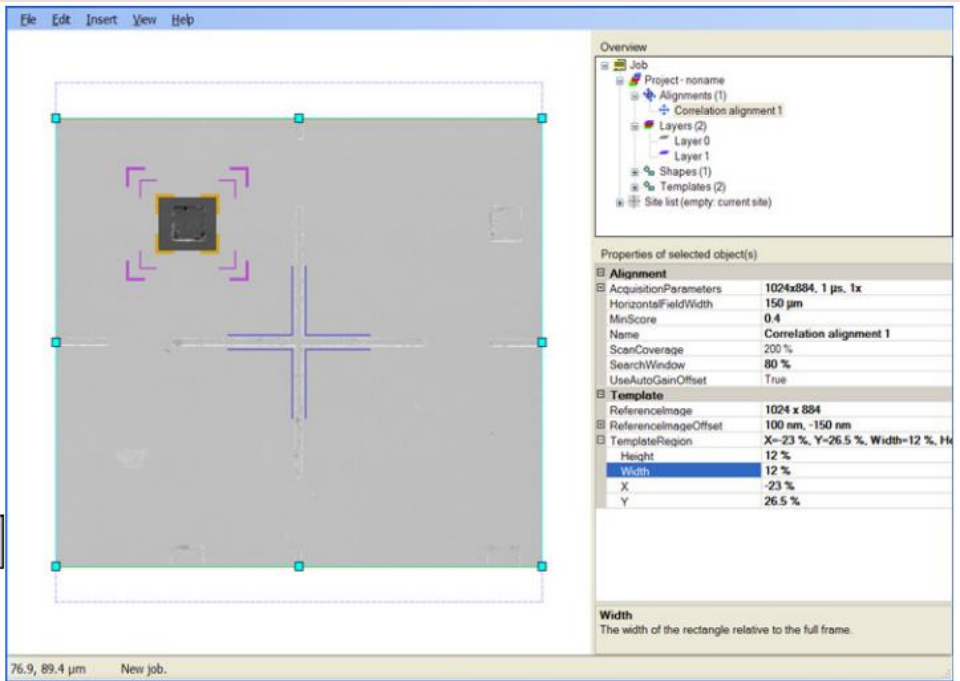 File Edit Insert View Help
Overview
Job
Project - noname
Alignments (1)
Correlation alignment 1
Layers (2)
Layer 0
Layer 1
Shapes (1)
Templates (2)
Site list (empty: current site)
Properties of selected object(s)
Alignment
AcquisitionParameters 1024x884, 1 µs, 1x
HorizontalFieldWidth 150 µm
MinScore 0.4
Name Correlation alignment 1
ScanCoverage 200 %
SearchWindow 80 %
UseAutoGainOffset True
Template
ReferenceImage 1024 x 884
ReferenceImageOffset 100 nm, -150 nm
TemplateRegion X=-23 %, Y=26.5 %, Width=12 %, He
Height 12 %
Width 12 %
X -23 %
Y 26.5 %
Width
The width of the rectangle relative to the full frame.
76.9, 89.4 µm New job.